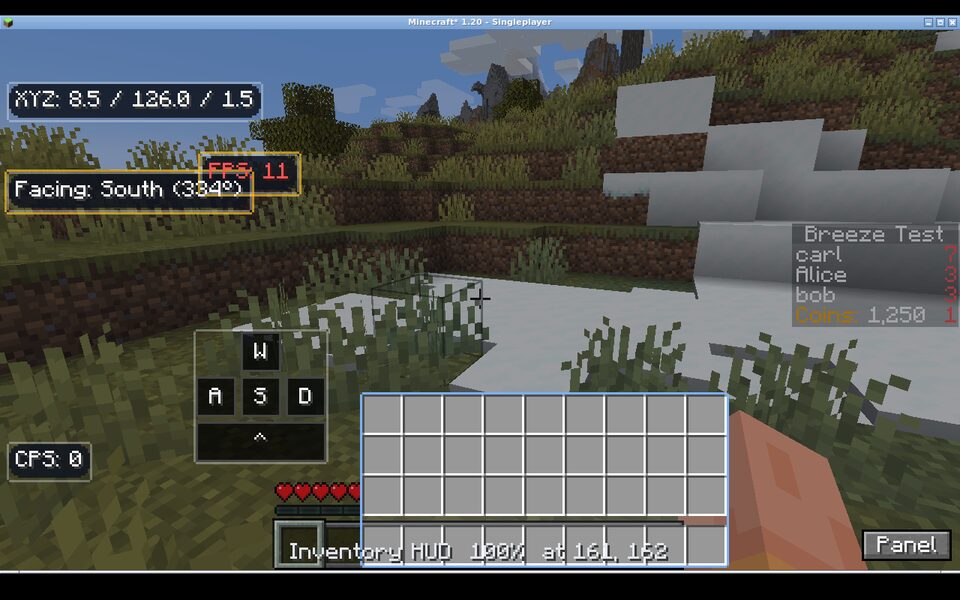 Minecraft* 1.20 - Singleplayer
XYZ: 8.5 / 126.0 / 1.5
FPS: 11
Facing: South (334°)
Breeze Test
carl 7
Alice 3
bob 3
Coins: 1,250 1
W
A S D
^
CPS: 0
Inventory HUD 100% at 161, 162
Panel